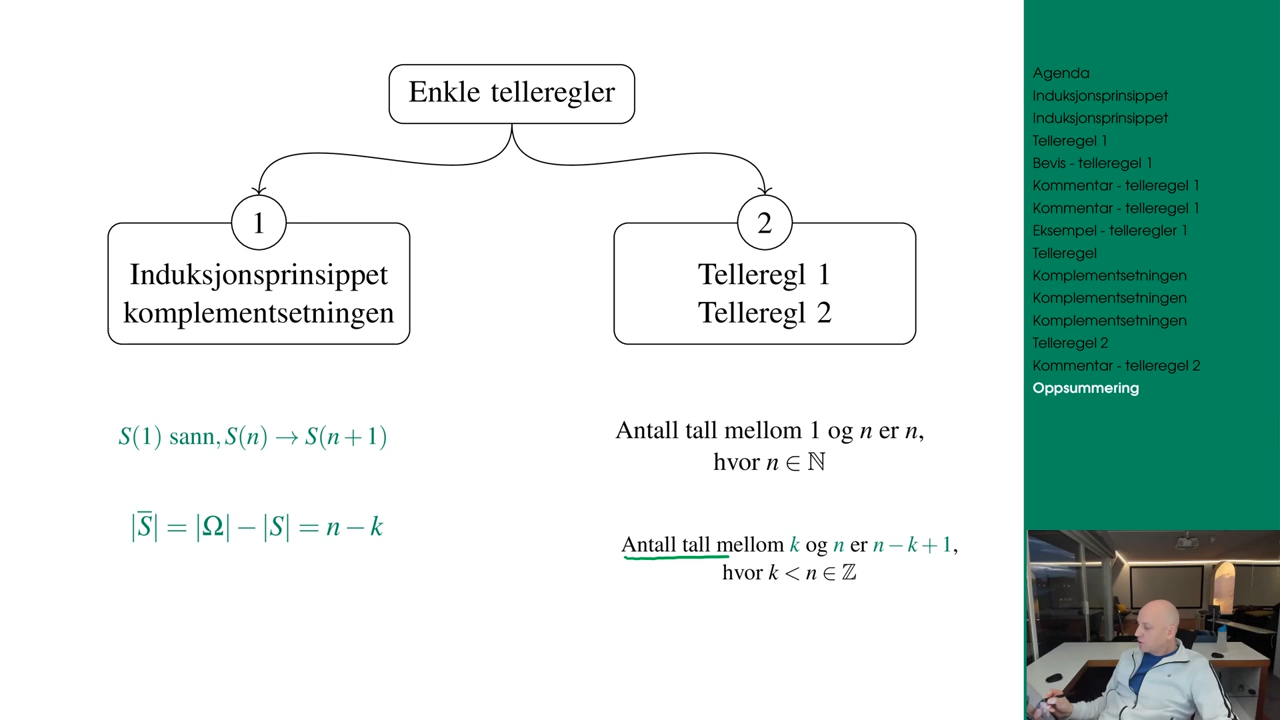 Enkle telleregler
1
Induksjonsprinsippet
komplementsetningen
2
Telleregl 1
Telleregl 2
S(1) sann, S(n) → S(n+1)
|S̅| = |Ω| − |S| = n − k
Antall tall mellom 1 og n er n,
hvor n ∈ ℕ
Antall tall mellom k og n er n − k + 1,
hvor k < n ∈ ℤ
Agenda
Induksjonsprinsippet
Induksjonsprinsippet
Telleregel 1
Bevis - telleregel 1
Kommentar - telleregel 1
Kommentar - telleregel 1
Eksempel - telleregler 1
Telleregel
Komplementsetningen
Komplementsetningen
Komplementsetningen
Telleregel 2
Kommentar - telleregel 2
Oppsummering